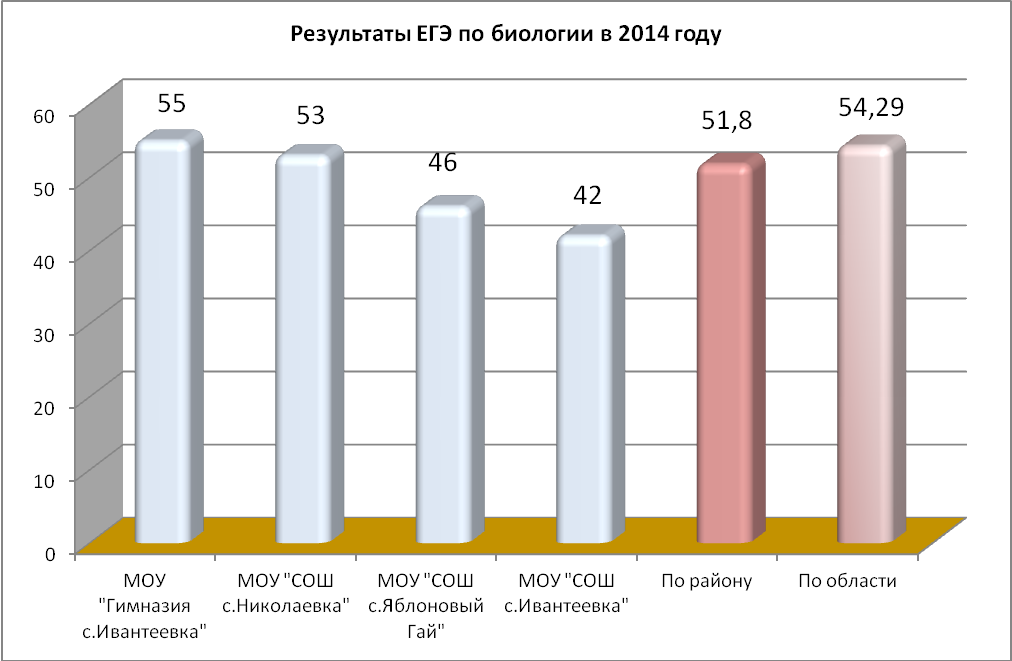 Результаты ЕГЭ по биологии в 2014 году
55
53
46
42
51,8
54,29
60
50
40
30
20
10
0
МОУ
"Гимназия
с.Ивантеевка"
МОУ "СОШ
с.Николаевка"
МОУ "СОШ
с.Яблоновый
Гай"
МОУ "СОШ
с.Ивантеевка"
По району
По области